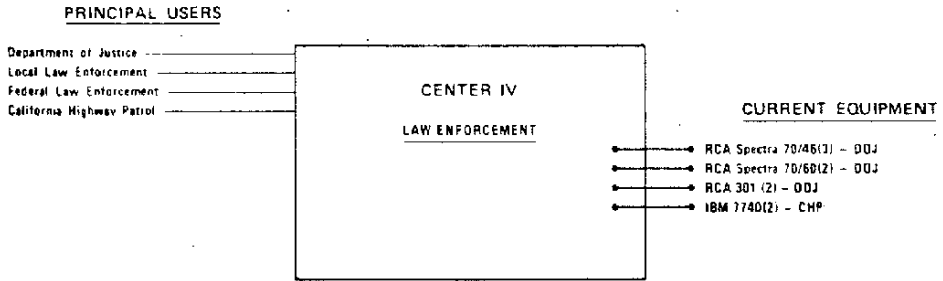 PRINCIPAL USERS
Department of Justice
Local Law Enforcement
Federal Law Enforcement
California Highway Patrol
CENTER IV
LAW ENFORCEMENT
CURRENT EQUIPMENT
RCA Spectra 70/46(3) – DOJ
RCA Spectra 70/60(2) – DOJ
RCA 301 (2) – DOJ
IBM 7740(2) – CHP